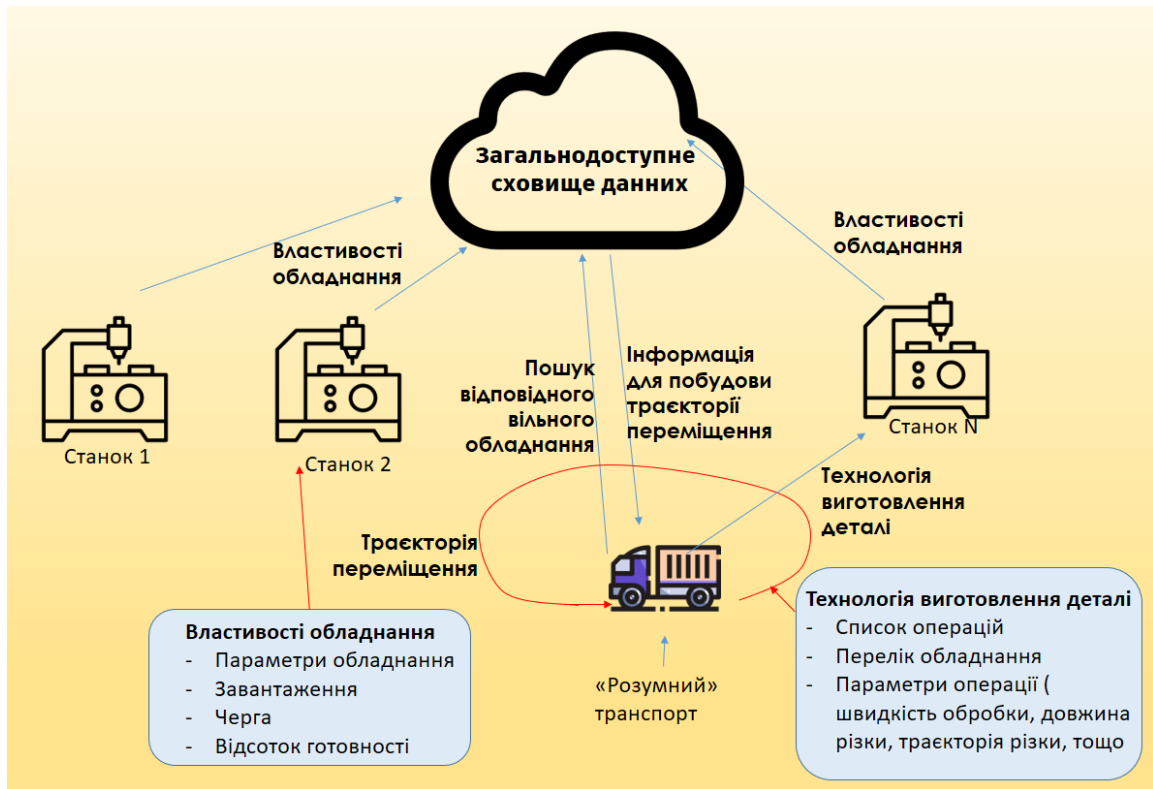 Загальнодоступне
сховище данних
Властивості
обладнання
Властивості
обладнання
Станок 1
Станок 2
Станок N
Пошук
відповідного
вільного
обладнання
Інформація
для побудови
траєкторії
переміщення
Технологія
виготовлення
деталі
Траєкторія
переміщення
Властивості обладнання
- Параметри обладнання
- Завантаження
- Черга
- Відсоток готовності
«Розумний»
транспорт
Технологія виготовлення деталі
- Список операцій
- Перелік обладнання
- Параметри операції (
швидкість обробки, довжина
різки, траєкторія різки, тощо